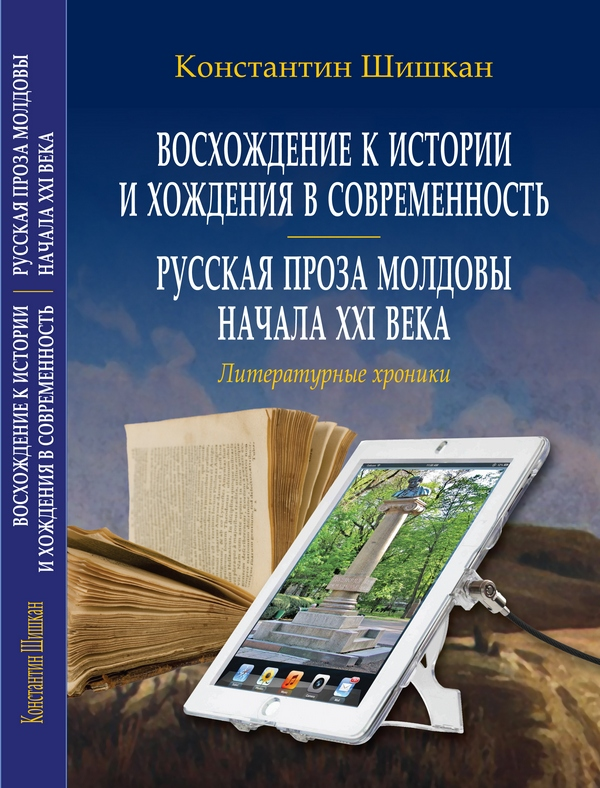 Константин Шишкан
ВОСХОЖДЕНИЕ К ИСТОРИИ
И ХОЖДЕНИЯ В СОВРЕМЕННОСТЬ
РУССКАЯ ПРОЗА МОЛДОВЫ
НАЧАЛА XXI ВЕКА
Литературные хроники
Константин Шишкан
ВОСХОЖДЕНИЕ К ИСТОРИИ
И ХОЖДЕНИЯ В СОВРЕМЕННОСТЬ
РУССКАЯ ПРОЗА МОЛДОВЫ
НАЧАЛА XXI ВЕКА